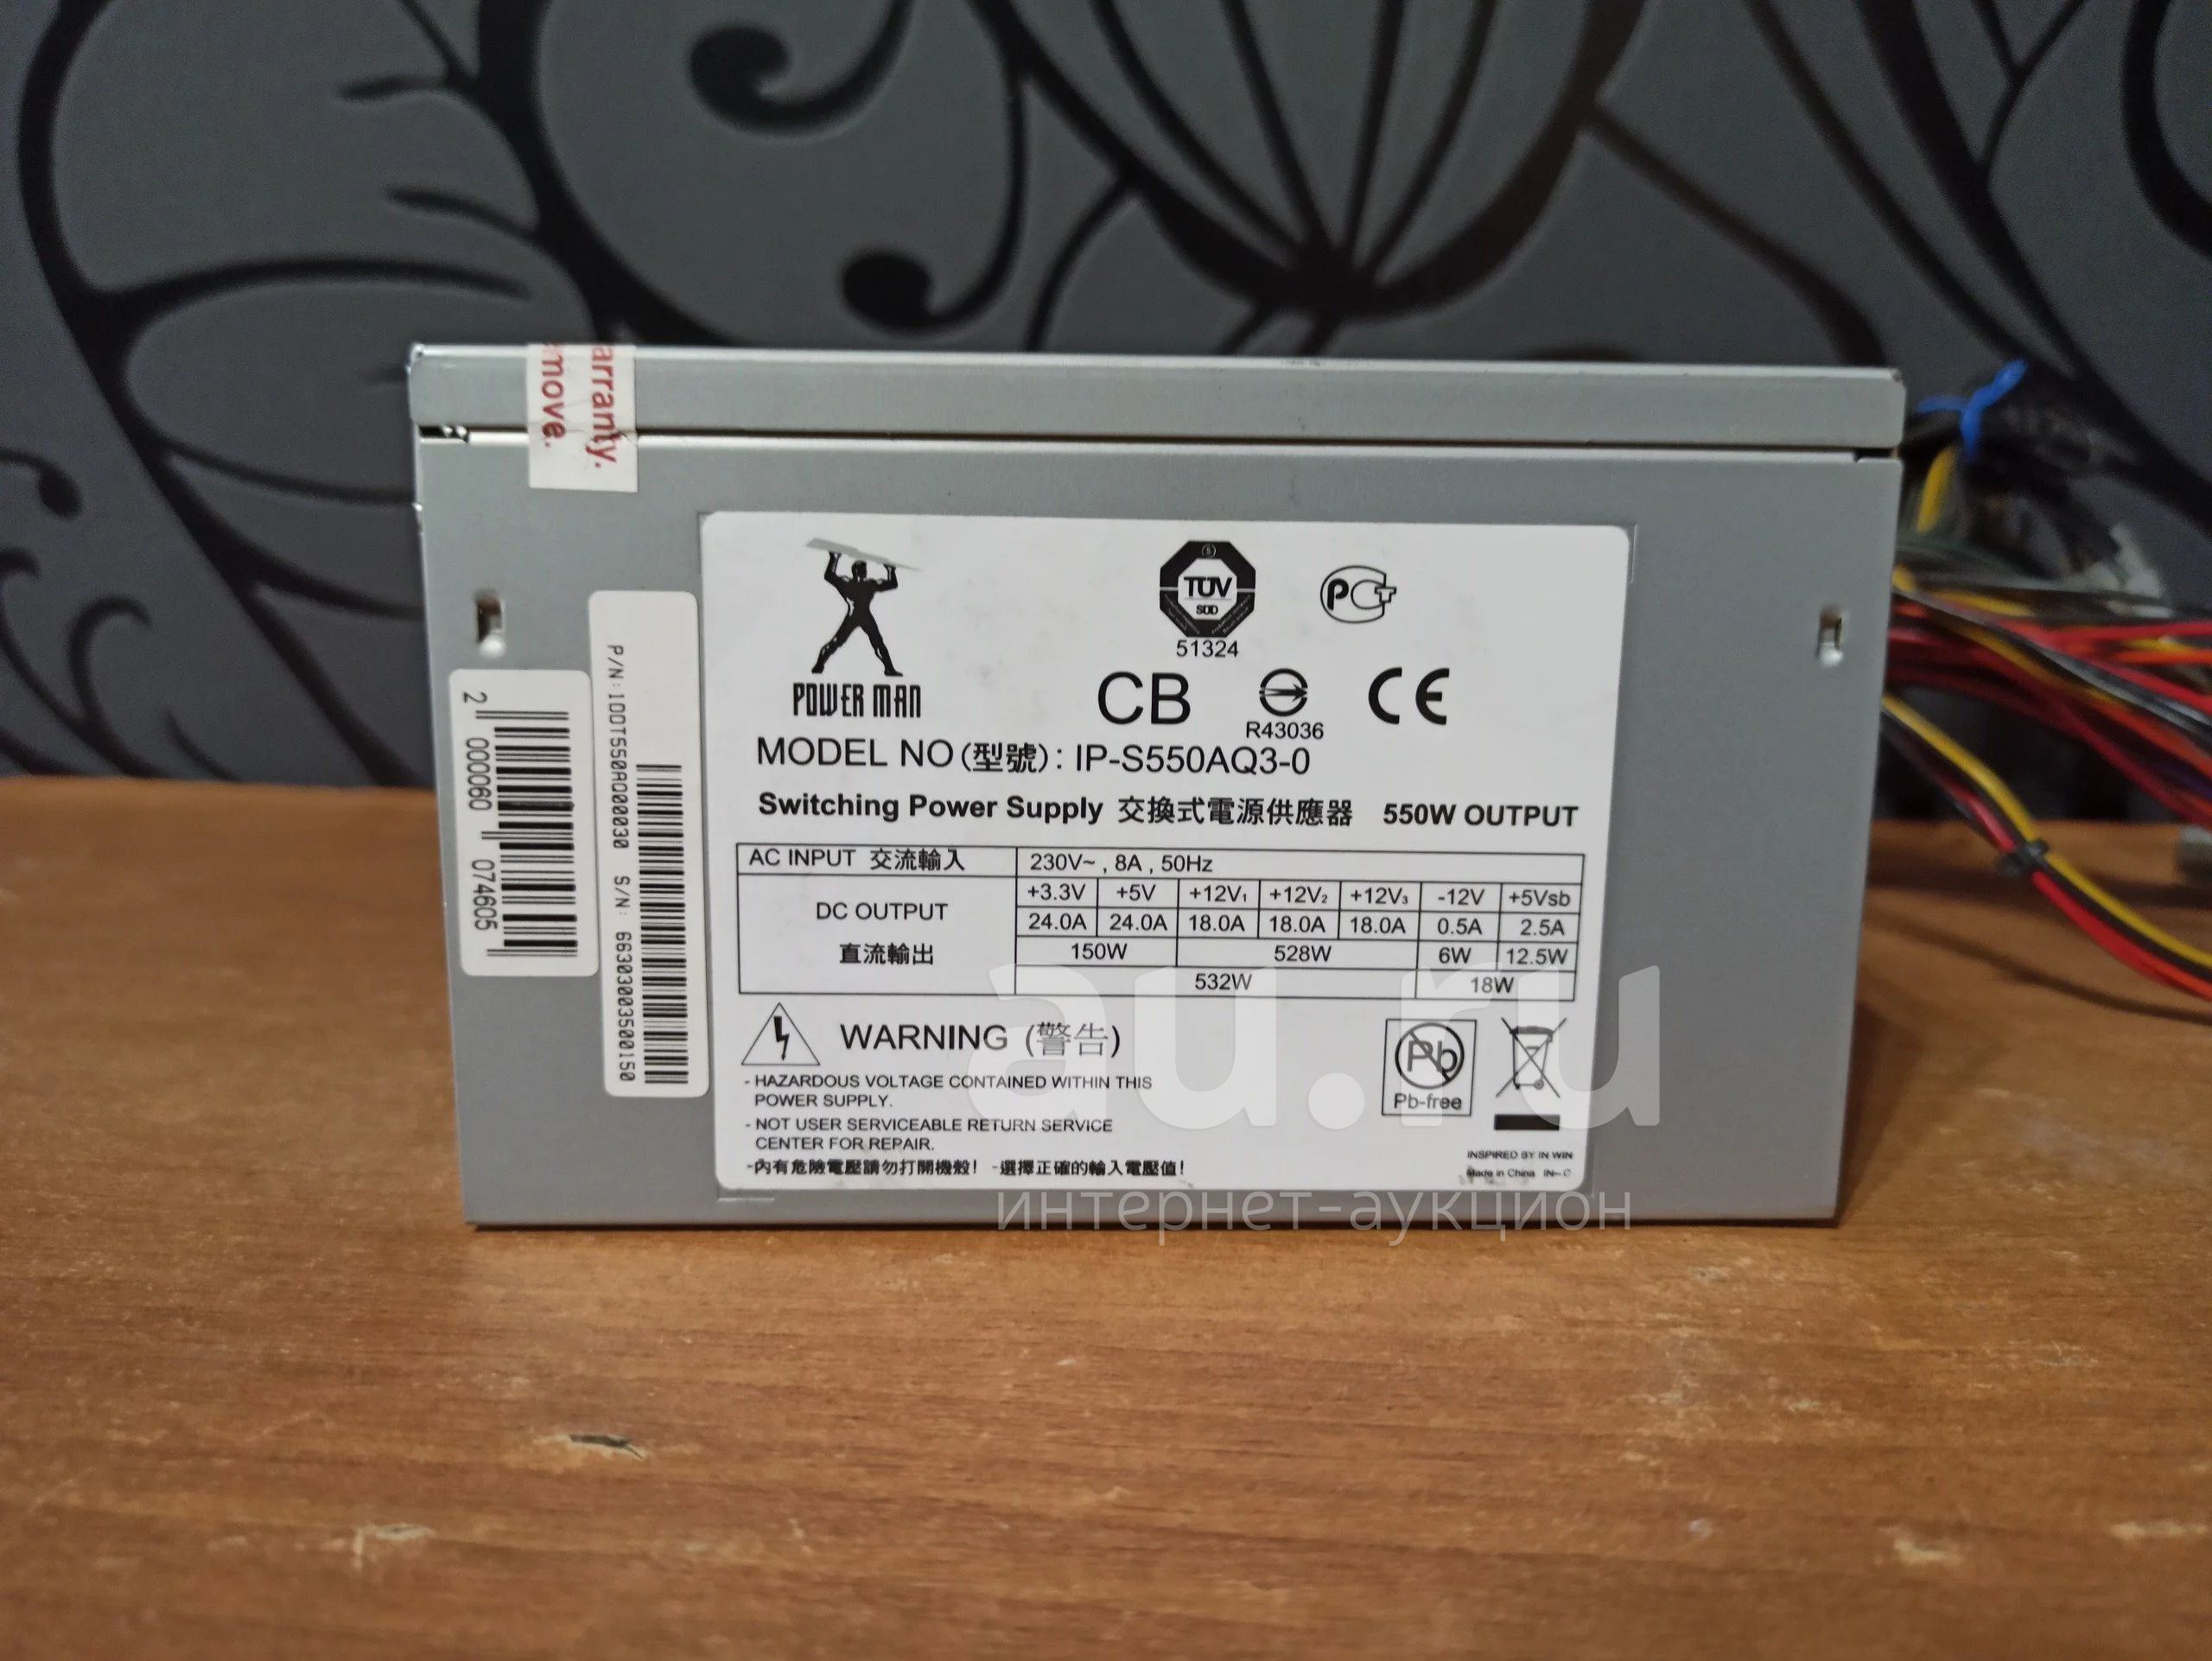 arranty.
move.
2 000060 074605
P/N:1DDT550AQ00030 S/N: 66303003500150
POWER MAN
TÜV
SÜD
51324
РСТ
CB
R43036
CE
MODEL NO(型號): IP-S550AQ3-0
Switching Power Supply 交換式電源供應器 550W OUTPUT
AC INPUT 交流輸入 230V~ , 8A , 50Hz
DC OUTPUT
直流輸出
+3.3V +5V +12V₁ +12V₂ +12V₃ -12V +5Vsb
24.0A 24.0A 18.0A 18.0A 18.0A 0.5A 2.5A
150W 528W 6W 12.5W
532W 18W
WARNING (警告)
- HAZARDOUS VOLTAGE CONTAINED WITHIN THIS
POWER SUPPLY.
- NOT USER SERVICEABLE RETURN SERVICE
CENTER FOR REPAIR.
-內有危險電壓請勿打開機殼! -選擇正確的輸入電壓值!
Pb
Pb-free
INSPIRED BY IN WIN
Made in China IN-C
au.ru
интернет-аукцион